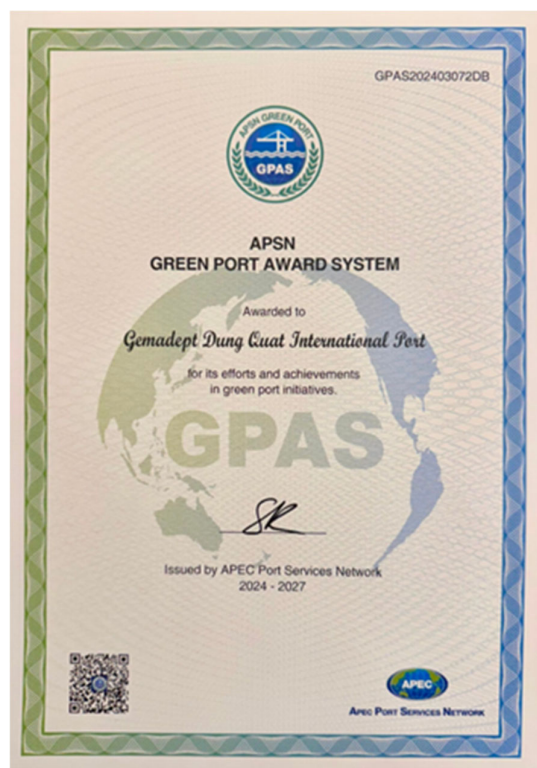 GPAS202403072DB
APSN GREEN PORT
GPAS
APSN
GREEN PORT AWARD SYSTEM
Awarded to
Gemadept Dung Quat International Port
for its efforts and achievements
in green port initiatives.
GPAS
SR
Issued by APEC Port Services Network
2024 - 2027
APEC
APEC PORT SERVICES NETWORK